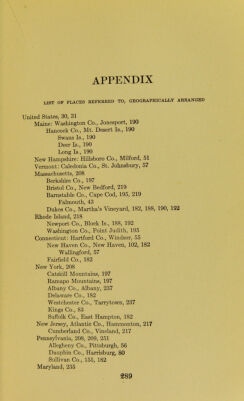 APPENDIX
LIST OF PLACES REFERRED TO, GEOGRAPHICALLY ARRANGED
United States, 30, 31
Maine: Washington Co., Jonesport, 190
Hancock Co., Mt. Desert Is., 190
Swans Is., 190
Deer Is., 190
Long Is., 190
New Hampshire: Hillsboro Co., Milford, 51
Vermont: Caledonia Co., St. Johnsbury, 57
Massachusetts, 208
Berkshire Co., 197
Bristol Co., New Bedford, 219
Barnstable Co., Cape Cod, 195, 219
Falmouth, 43
Dukes Co., Martha's Vineyard, 182, 188, 190, 192
Rhode Island, 218
Newport Co., Block Is., 188, 192
Washington Co., Point Judith, 195
Connecticut: Hartford Co., Windsor, 55
New Haven Co., New Haven, 102, 182
Wallingford, 57
Fairfield Co., 182
New York, 208
Catskill Mountains, 197
Ramapo Mountains, 197
Albany Co., Albany, 237
Delaware Co., 182
Westchester Co., Tarrytown, 237
Kings Co., 83
Suffolk Co., East Hampton, 182
New Jersey, Atlantic Co., Hammonton, 217
Cumberland Co., Vineland, 217
Pennsylvania, 208, 209, 251
Allegheny Co., Pittsburgh, 56
Dauphin Co., Harrisburg, 80
Sullivan Co., 155, 182
Maryland, 255
289